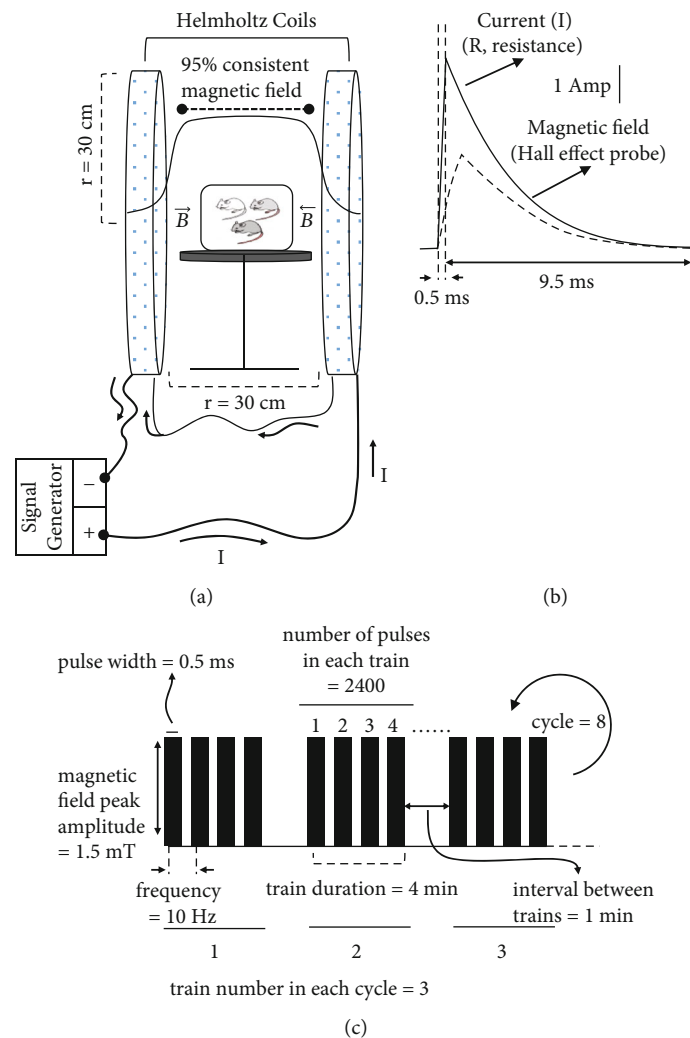 Helmholtz Coils
95% consistent
magnetic field
r = 30 cm
B
B
r = 30 cm
Signal
Generator
−
+
I
I
(a)
Current (I)
(R, resistance)
1 Amp
Magnetic field
(Hall effect probe)
0.5 ms
9.5 ms
(b)
number of pulses
in each train
= 2400
pulse width = 0.5 ms
1 2 3 4 ......
cycle = 8
magnetic
field peak
amplitude
= 1.5 mT
frequency
= 10 Hz
train duration = 4 min
interval between
trains = 1 min
1
2
3
train number in each cycle = 3
(c)